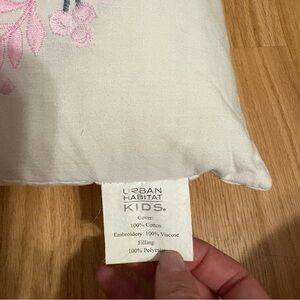 URBAN
HABITAT
KIDS®
Cover:
100% Cotton
Embroidery: 100% Viscose
Filling:
100% Polyester